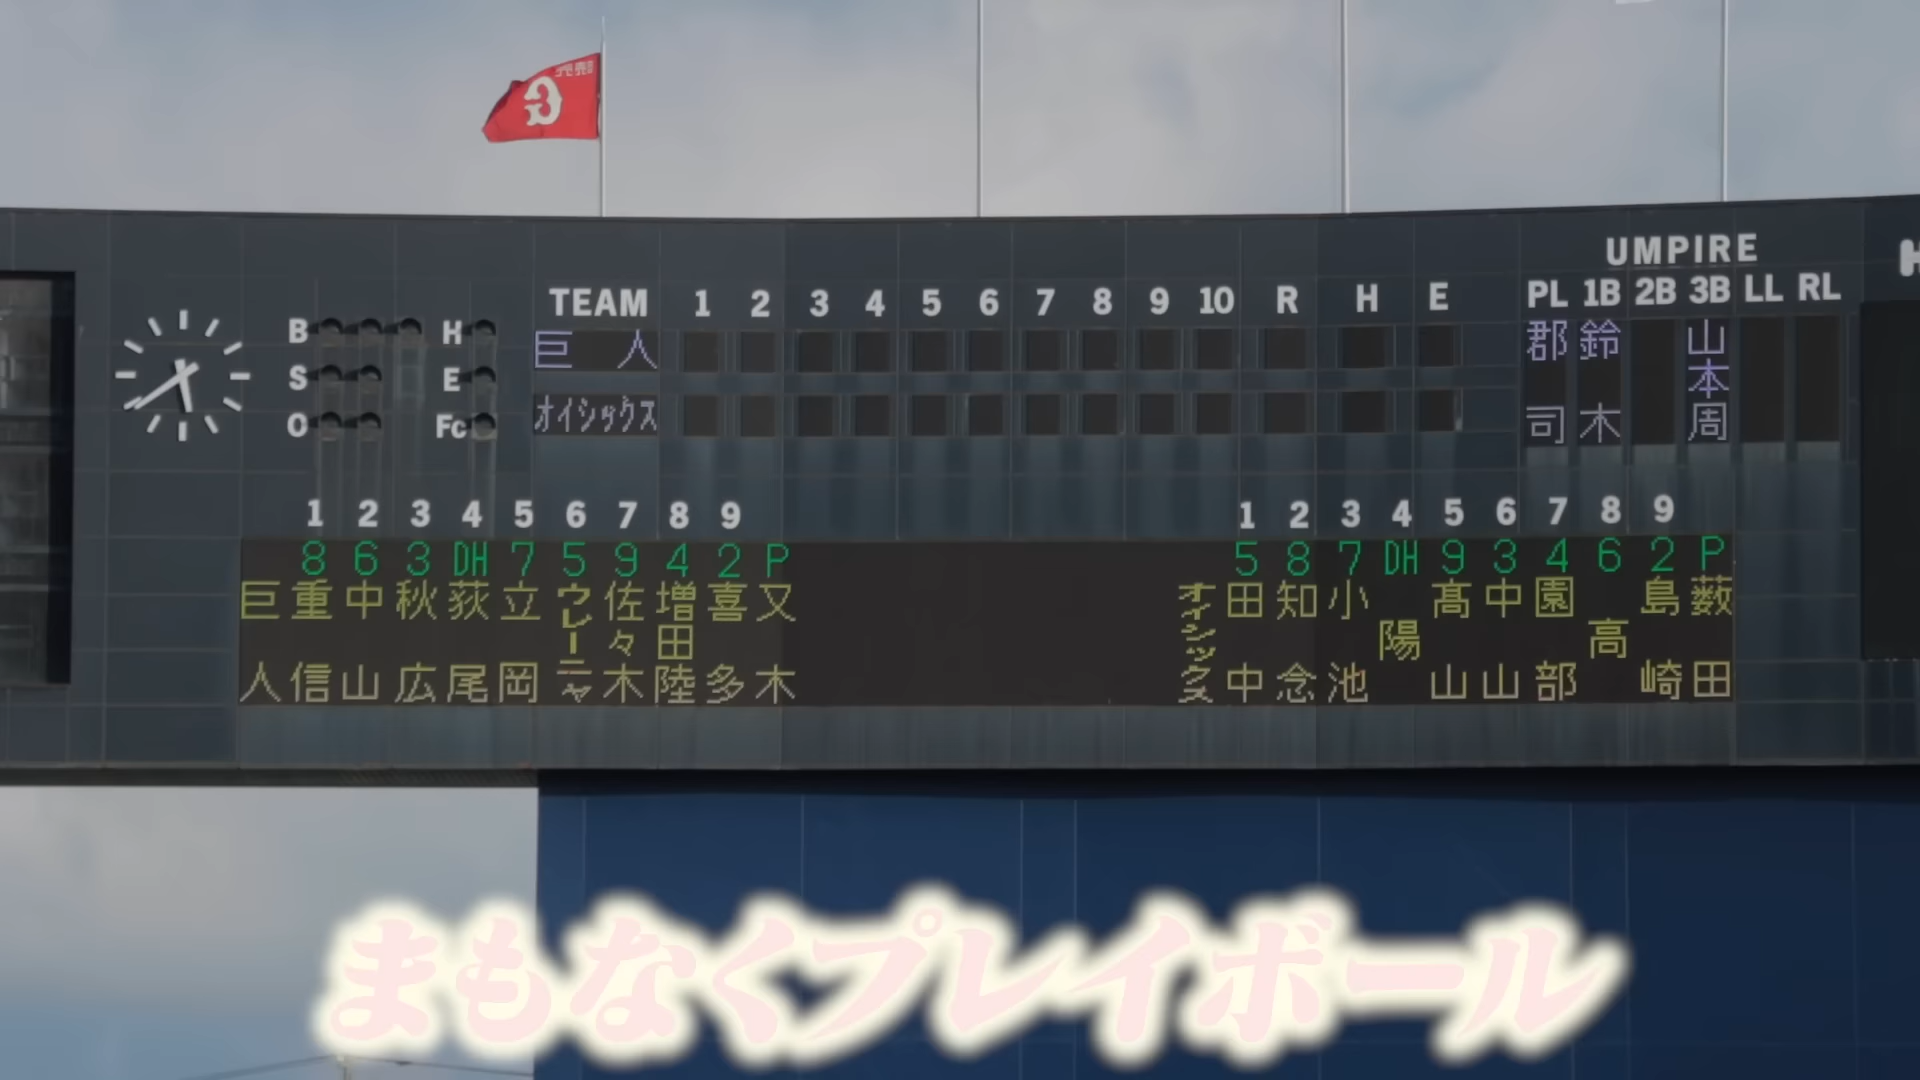 読売
G
UMPIRE
TEAM 1 2 3 4 5 6 7 8 9 10 R H E
PL 1B 2B 3B LL RL
B H
S E
O Fc
巨人
オイシックス
郡司
鈴木
山本周
1 2 3 4 5 6 7 8 9
8 6 3 DH 7 5 9 4 2 P
巨人
重信
中山
秋広
荻尾
立岡
ウレーニャ
佐々木
増田陸
喜多
又木
1 2 3 4 5 6 7 8 9
5 8 7 DH 9 3 4 6 2 P
オイシックス
田中
知念
小池
陽
髙山
中山
園部
高
島崎
薮田
まもなくプレイボール